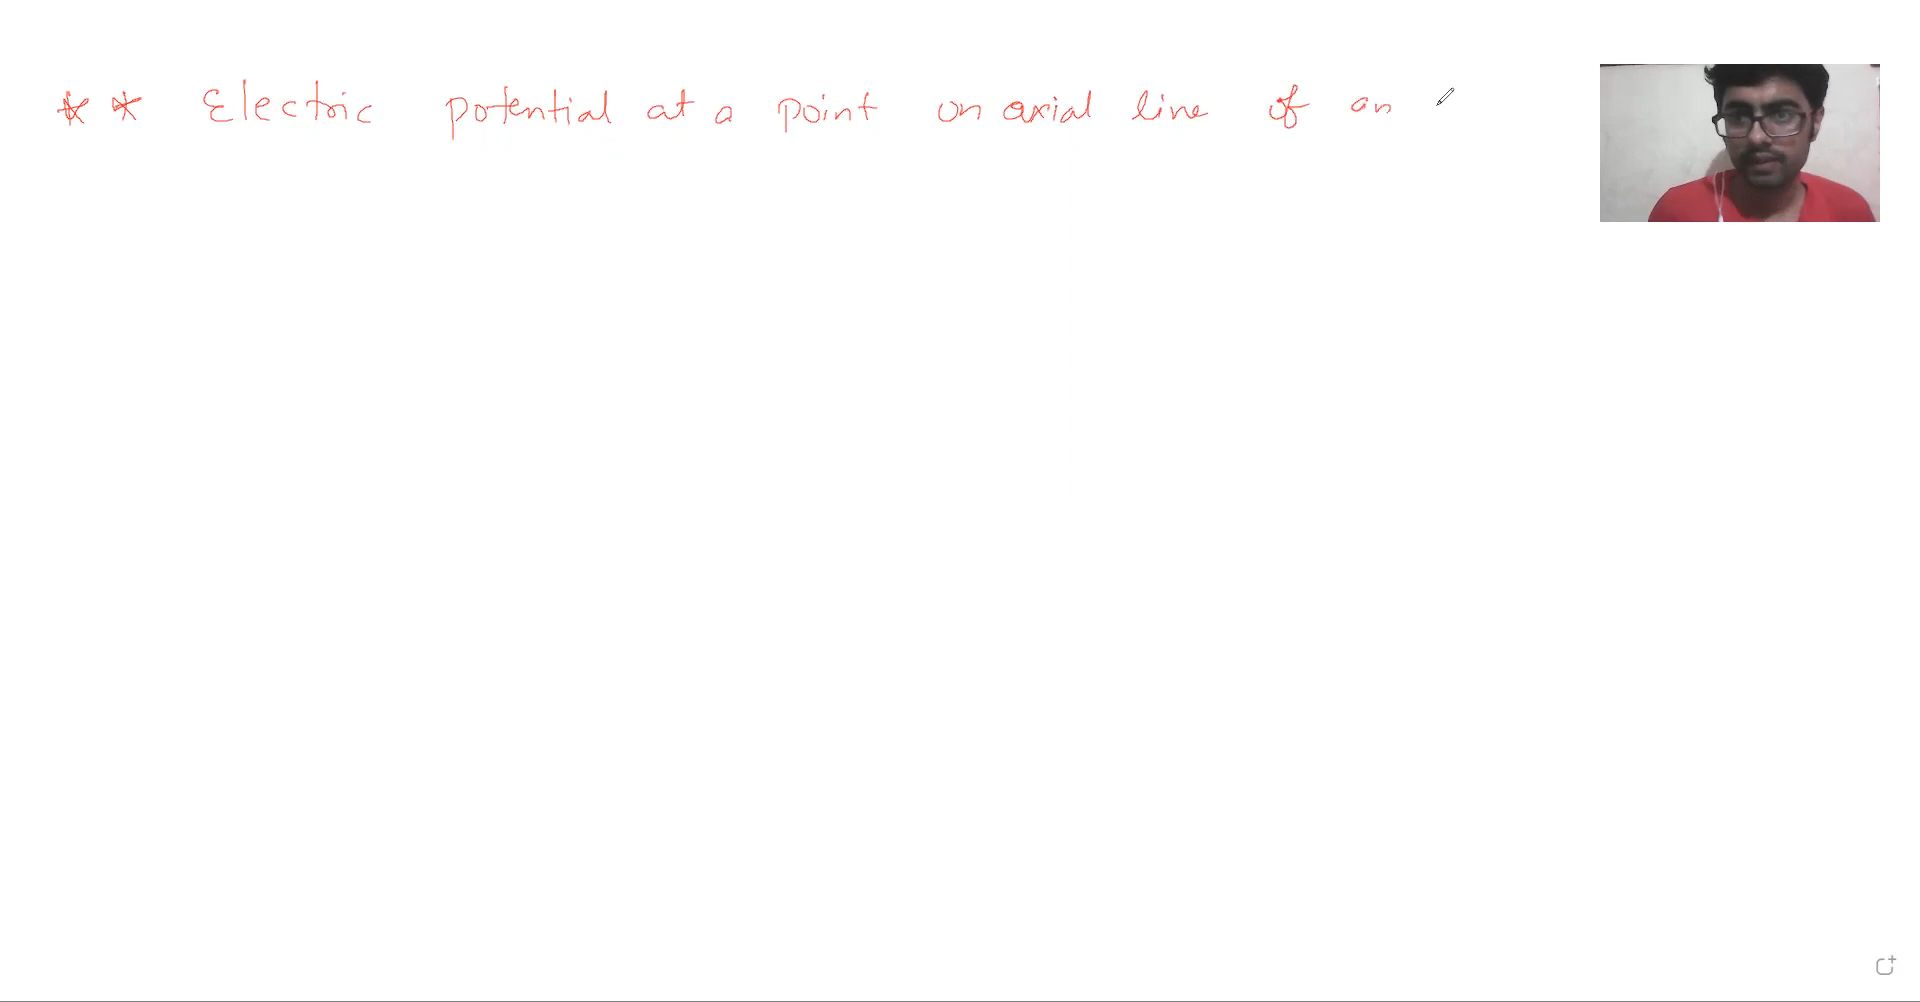 ** Electric potential at a point on axial line of an